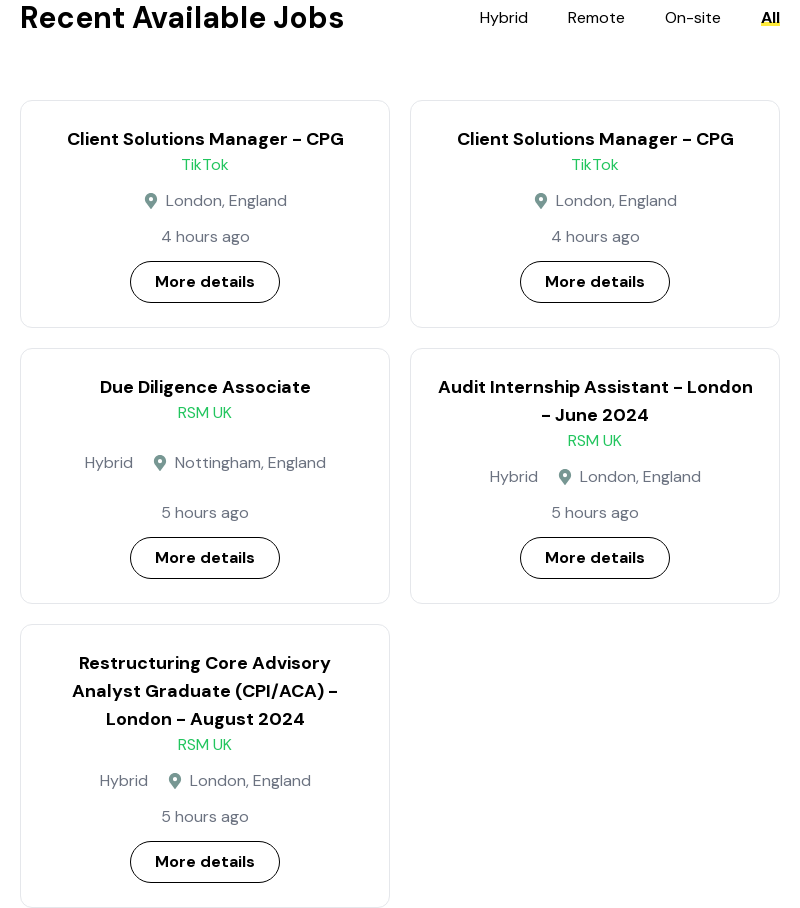 Recent Available Jobs
Hybrid Remote On-site All
Client Solutions Manager - CPG
TikTok
London, England
4 hours ago
More details
Client Solutions Manager - CPG
TikTok
London, England
4 hours ago
More details
Due Diligence Associate
RSM UK
Hybrid Nottingham, England
5 hours ago
More details
Audit Internship Assistant - London
- June 2024
RSM UK
Hybrid London, England
5 hours ago
More details
Restructuring Core Advisory
Analyst Graduate (CPI/ACA) -
London - August 2024
RSM UK
Hybrid London, England
5 hours ago
More details